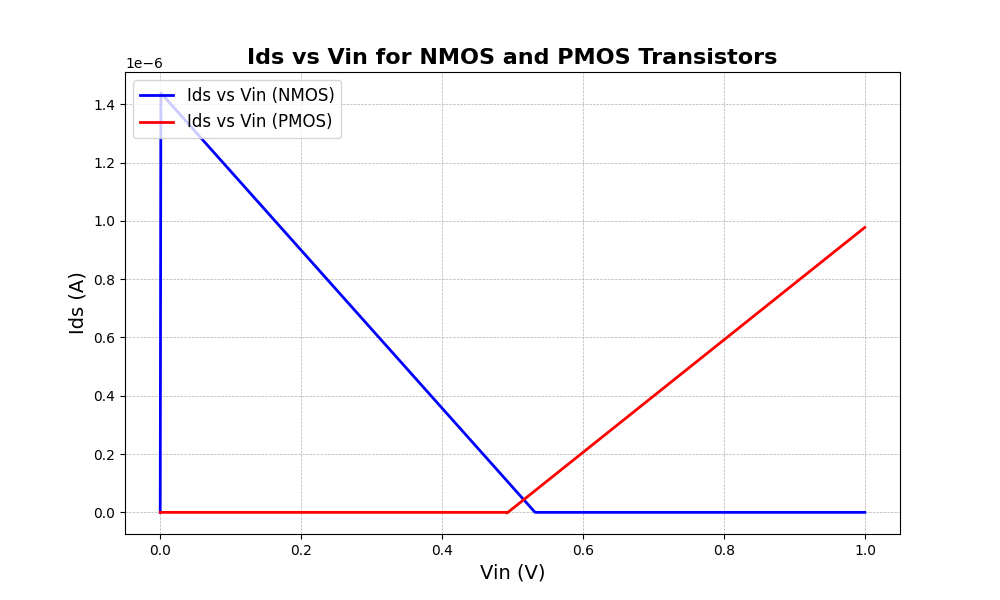 Ids vs Vin for NMOS and PMOS Transistors
1e−6
Ids vs Vin (NMOS)
Ids vs Vin (PMOS)
1.4
1.2
1.0
0.8
0.6
0.4
0.2
0.0
Ids (A)
0.0 0.2 0.4 0.6 0.8 1.0
Vin (V)